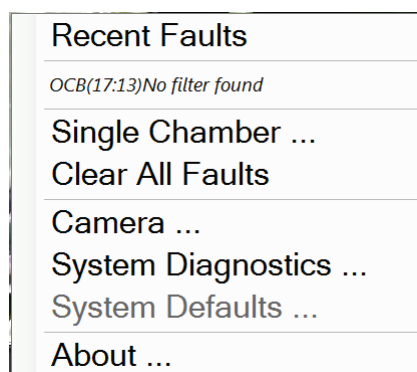 Recent Faults
OCB(17:13)No filter found
Single Chamber ...
Clear All Faults
Camera ...
System Diagnostics ...
System Defaults ...
About ...